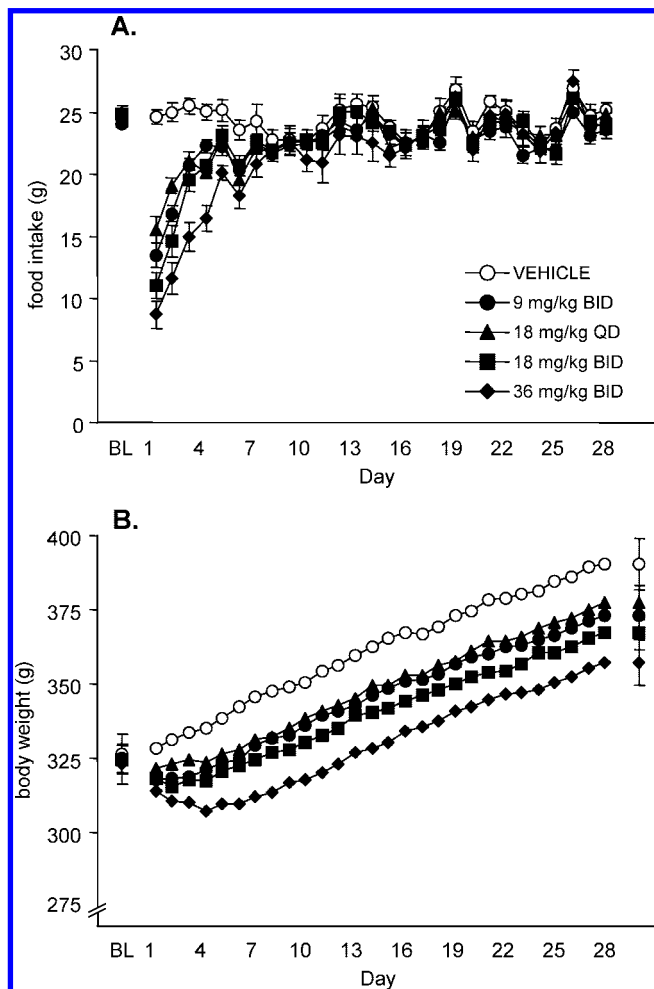 A.
30
25
20
15
10
5
0
food intake (g)
VEHICLE
9 mg/kg BID
18 mg/kg QD
18 mg/kg BID
36 mg/kg BID
BL 1 4 7 10 13 16 19 22 25 28
Day
B.
400
375
350
325
300
275
body weight (g)
BL 1 4 7 10 13 16 19 22 25 28
Day